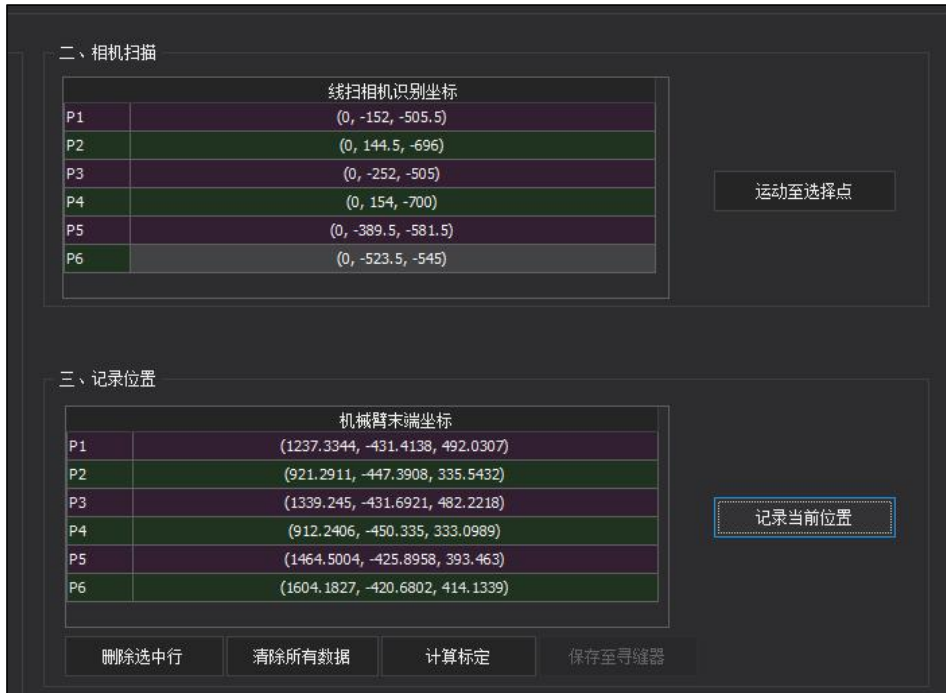 二、相机扫描
线扫相机识别坐标
P1 (0, -152, -505.5)
P2 (0, 144.5, -696)
P3 (0, -252, -505)
P4 (0, 154, -700)
P5 (0, -389.5, -581.5)
P6 (0, -523.5, -545)
运动至选择点
三、记录位置
机械臂末端坐标
P1 (1237.3344, -431.4138, 492.0307)
P2 (921.2911, -447.3908, 335.5432)
P3 (1339.245, -431.6921, 482.2218)
P4 (912.2406, -450.335, 333.0989)
P5 (1464.5004, -425.8958, 393.463)
P6 (1604.1827, -420.6802, 414.1339)
记录当前位置
删除选中行 清除所有数据 计算标定 保存至寻缝器